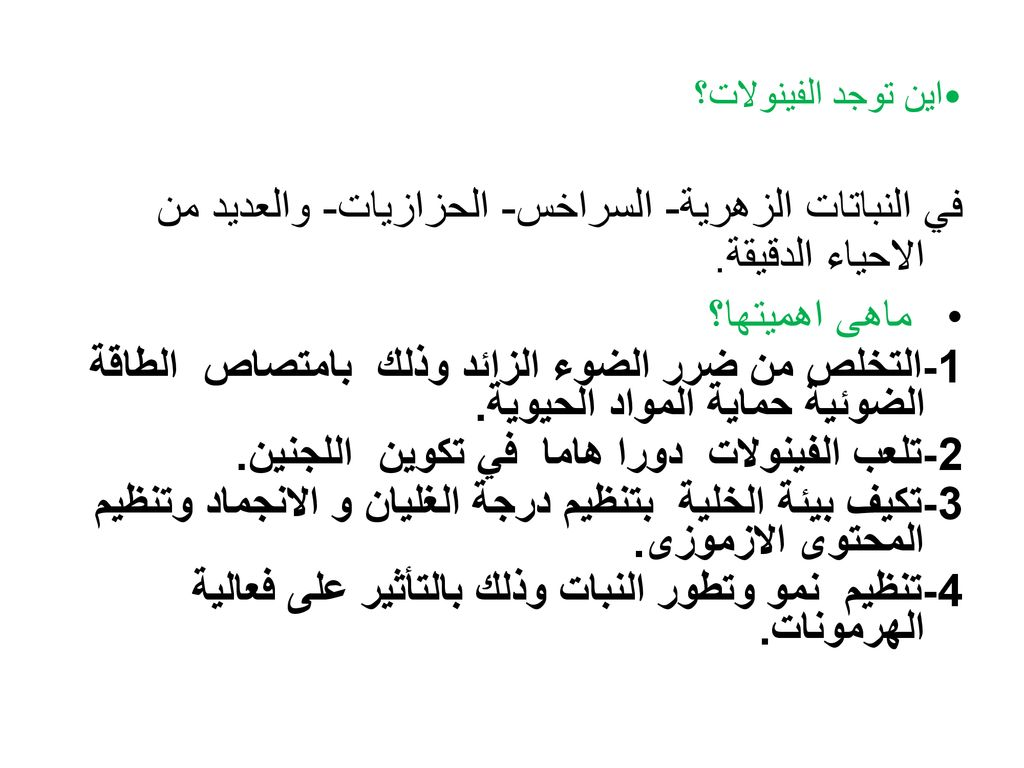 •اين توجد الفينولات؟
في النباتات الزهرية- السراخس- الحزازيات- والعديد من
الاحياء الدقيقة.
• ماهى اهميتها؟
1-التخلص من ضرر الضوء الزائد وذلك بامتصاص الطاقة
الضوئية حماية المواد الحيوية.
2-تلعب الفينولات دورا هاما في تكوين اللجنين.
3-تكيف بيئة الخلية بتنظيم درجة الغليان و الانجماد وتنظيم
المحتوى الازموزى.
4-تنظيم نمو وتطور النبات وذلك بالتأثير على فعالية
الهرمونات.